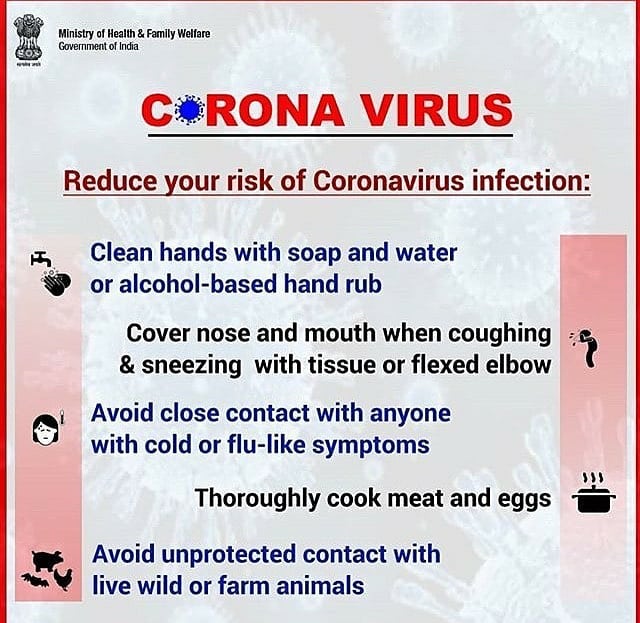 Ministry of Health & Family Welfare
Government of India
CORONA VIRUS
Reduce your risk of Coronavirus infection:
Clean hands with soap and water
or alcohol-based hand rub
Cover nose and mouth when coughing
& sneezing with tissue or flexed elbow
Avoid close contact with anyone
with cold or flu-like symptoms
Thoroughly cook meat and eggs
Avoid unprotected contact with
live wild or farm animals